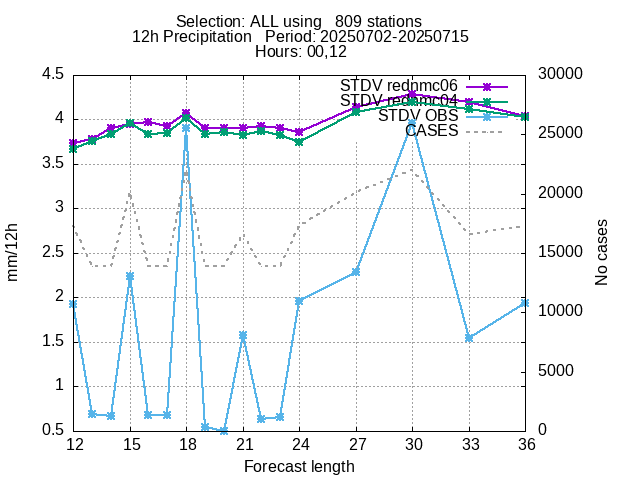 Selection: ALL using   809 stations
12h Precipitation   Period: 20250702-20250715
Hours: 00,12
4.5
4
3.5
3
2.5
2
1.5
1
0.5
mm/12h
STDV rednmc06
STDV rednmc04
STDV OBS
CASES
30000
25000
20000
15000
10000
5000
0
No cases
12 15 18 21 24 27 30 33 36
Forecast length